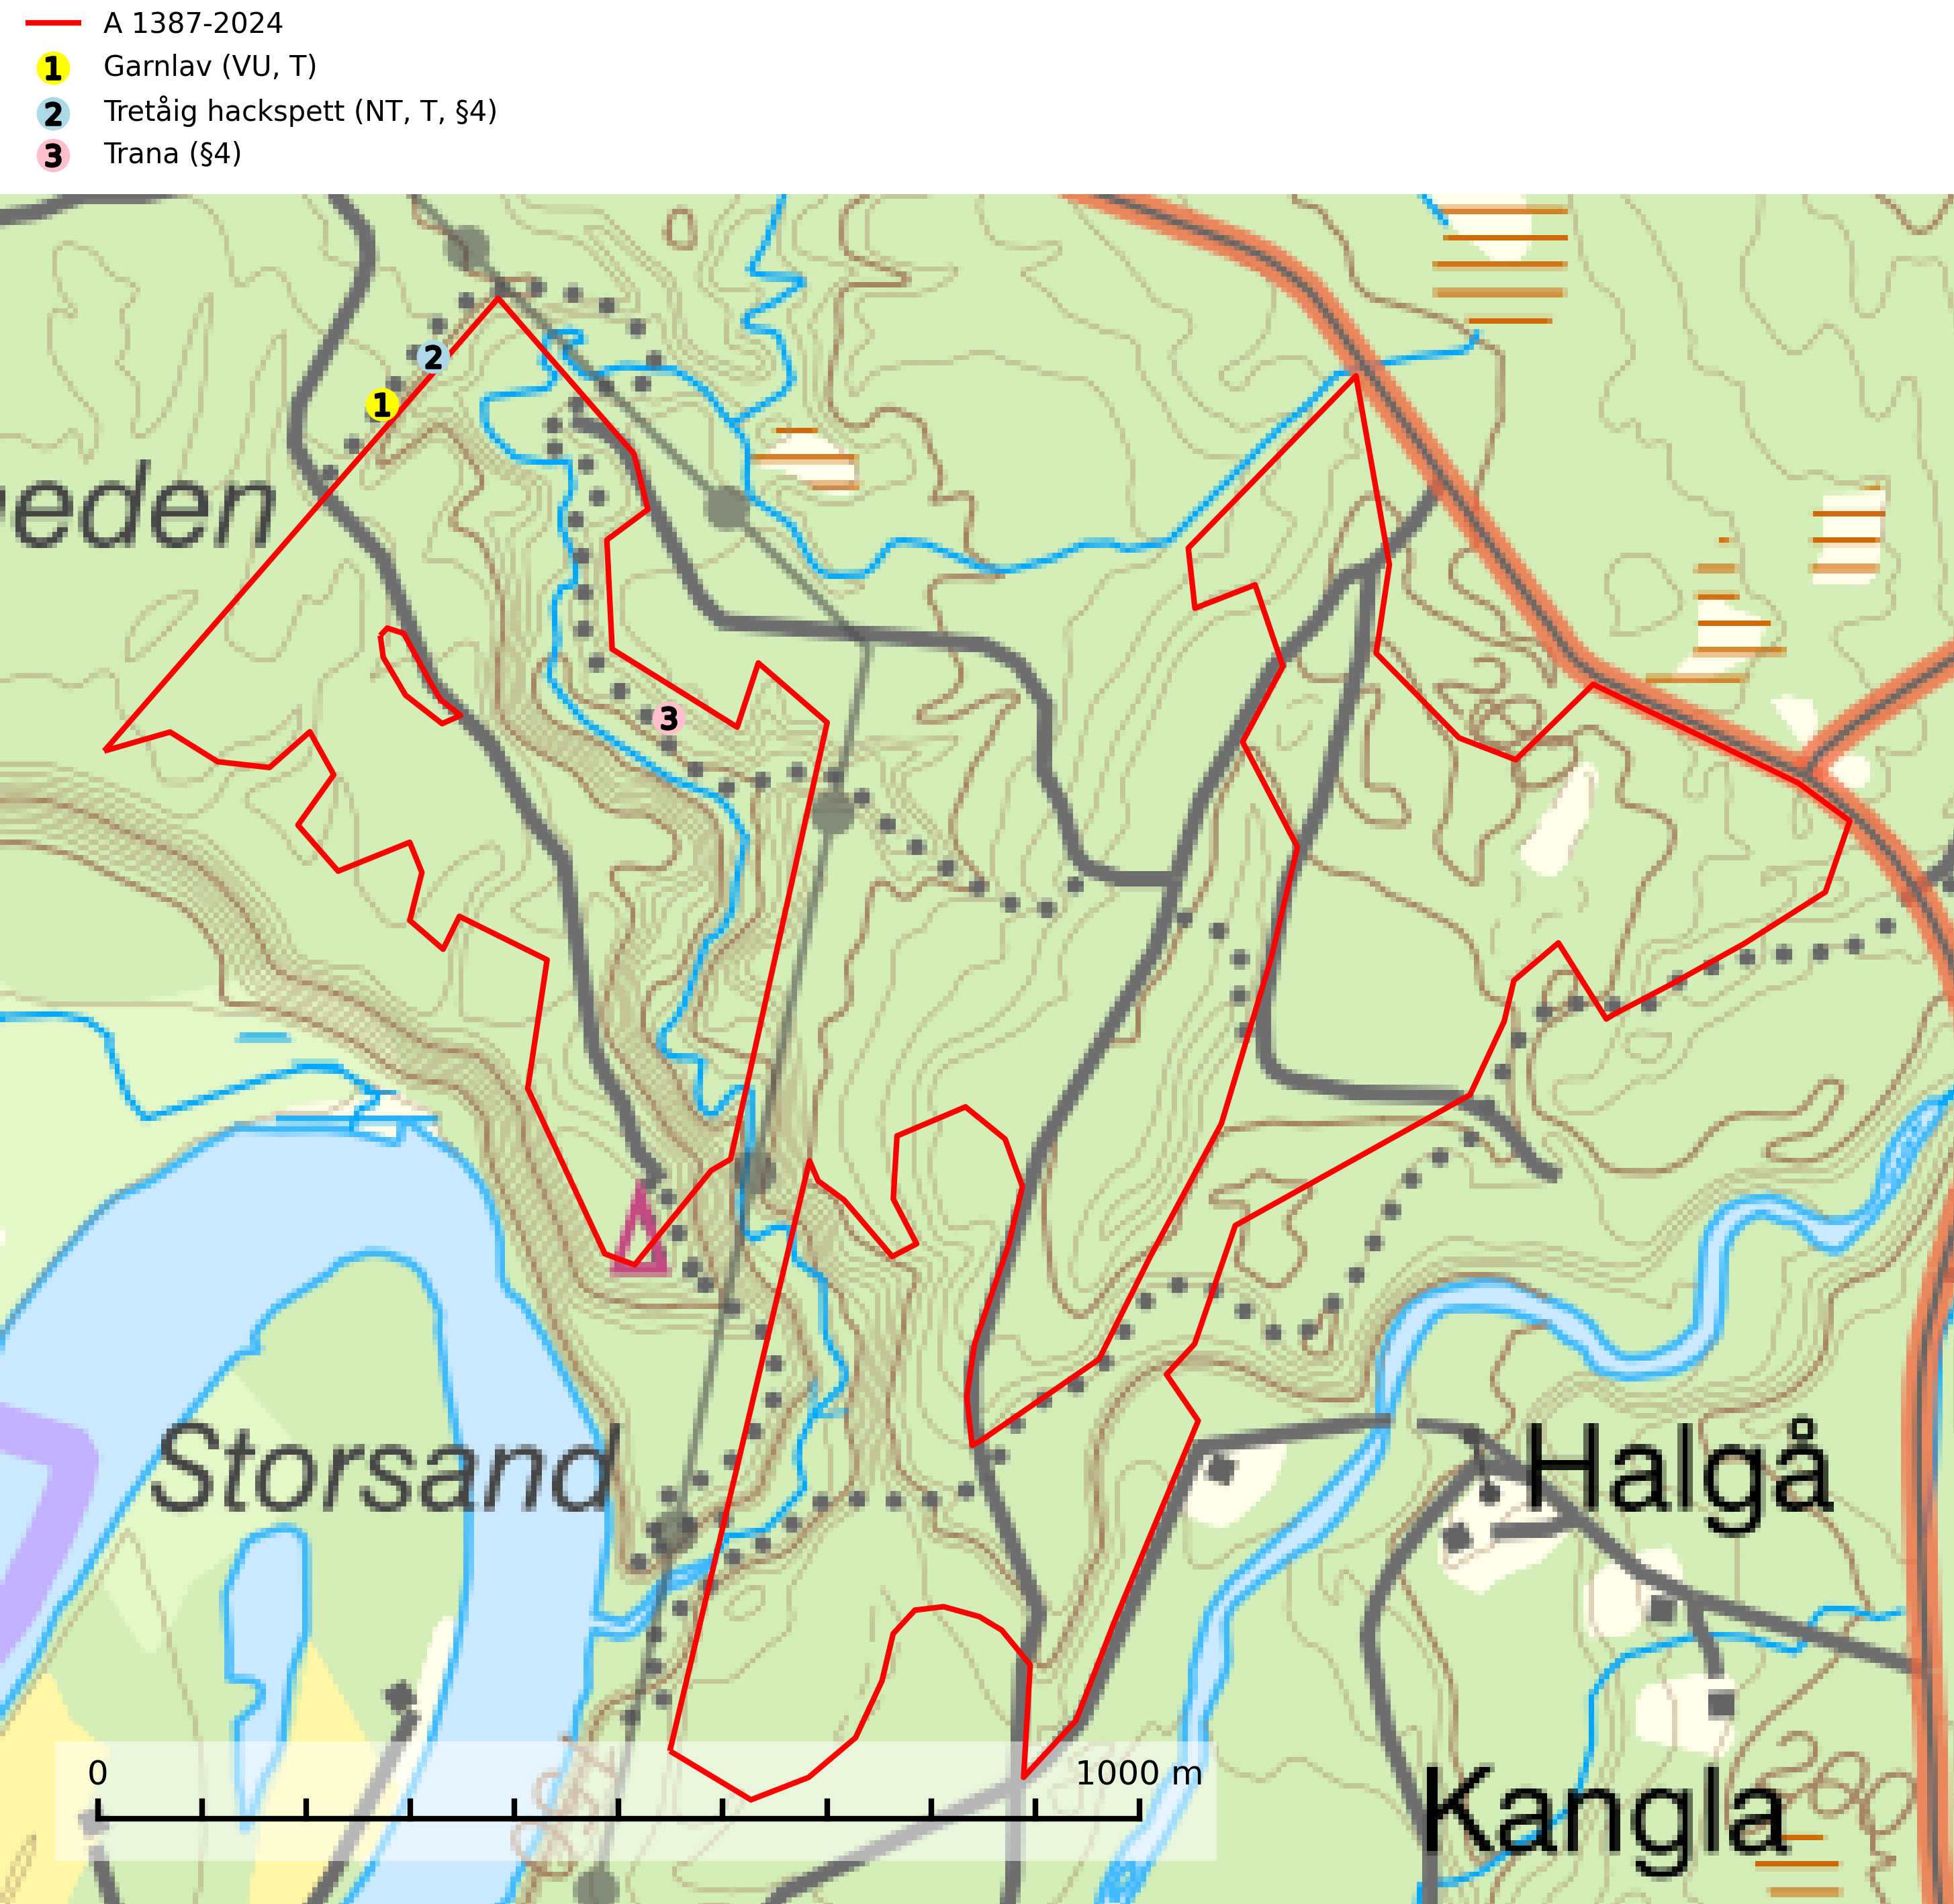 A 1387-2024
1 Garnlav (VU, T)
2 Tretåig hackspett (NT, T, §4)
3 Trana (§4)
2
1
eden
3
Storsand
Halgå
Kangla
200
0 1000 m